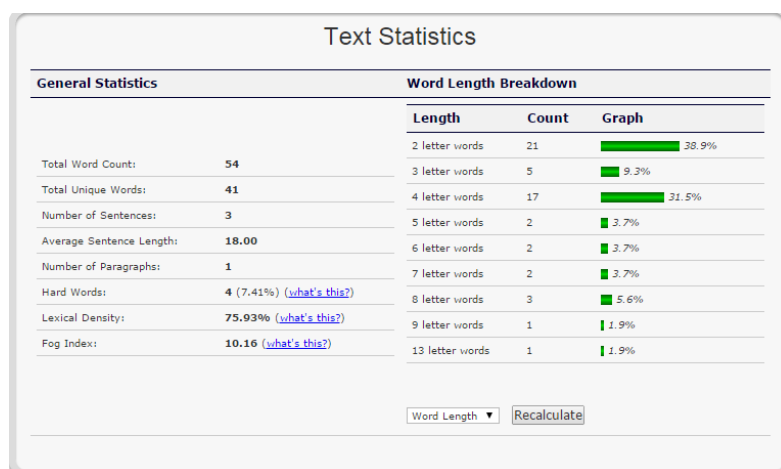 Text Statistics
General Statistics
Total Word Count: 54
Total Unique Words: 41
Number of Sentences: 3
Average Sentence Length: 18.00
Number of Paragraphs: 1
Hard Words: 4 (7.41%) (what's this?)
Lexical Density: 75.93% (what's this?)
Fog Index: 10.16 (what's this?)
Word Length Breakdown
Length Count Graph
2 letter words 21 38.9%
3 letter words 5 9.3%
4 letter words 17 31.5%
5 letter words 2 3.7%
6 letter words 2 3.7%
7 letter words 2 3.7%
8 letter words 3 5.6%
9 letter words 1 1.9%
13 letter words 1 1.9%
Word Length ▼ Recalculate